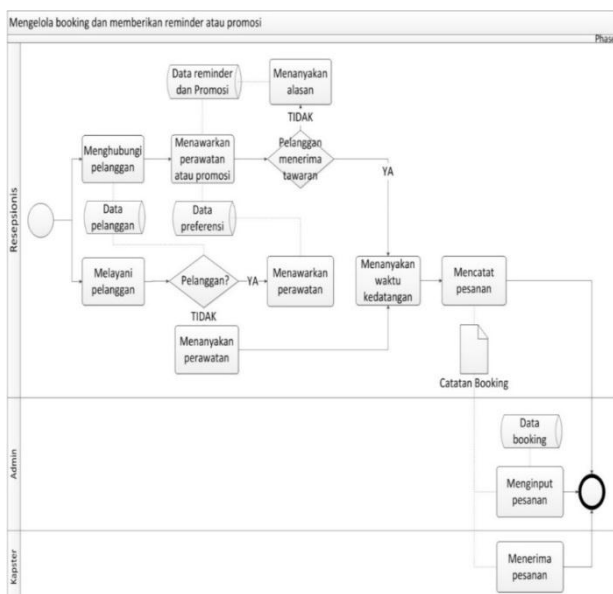 Mengelola booking dan memberikan reminder atau promosi
Phase
Resepsionis
Data reminder
dan Promosi
Menanyakan
alasan
TIDAK
Menghubungi
pelanggan
Menawarkan
perawatan
atau promosi
Pelanggan
menerima
tawaran
YA
Data
pelanggan
Data
preferensi
Melayani
pelanggan
Pelanggan?
YA
Menawarkan
perawatan
Menanyakan
waktu
kedatangan
Mencatat
pesanan
TIDAK
Menanyakan
perawatan
Catatan Booking
Admin
Data
booking
Menginput
pesanan
Kapster
Menerima
pesanan